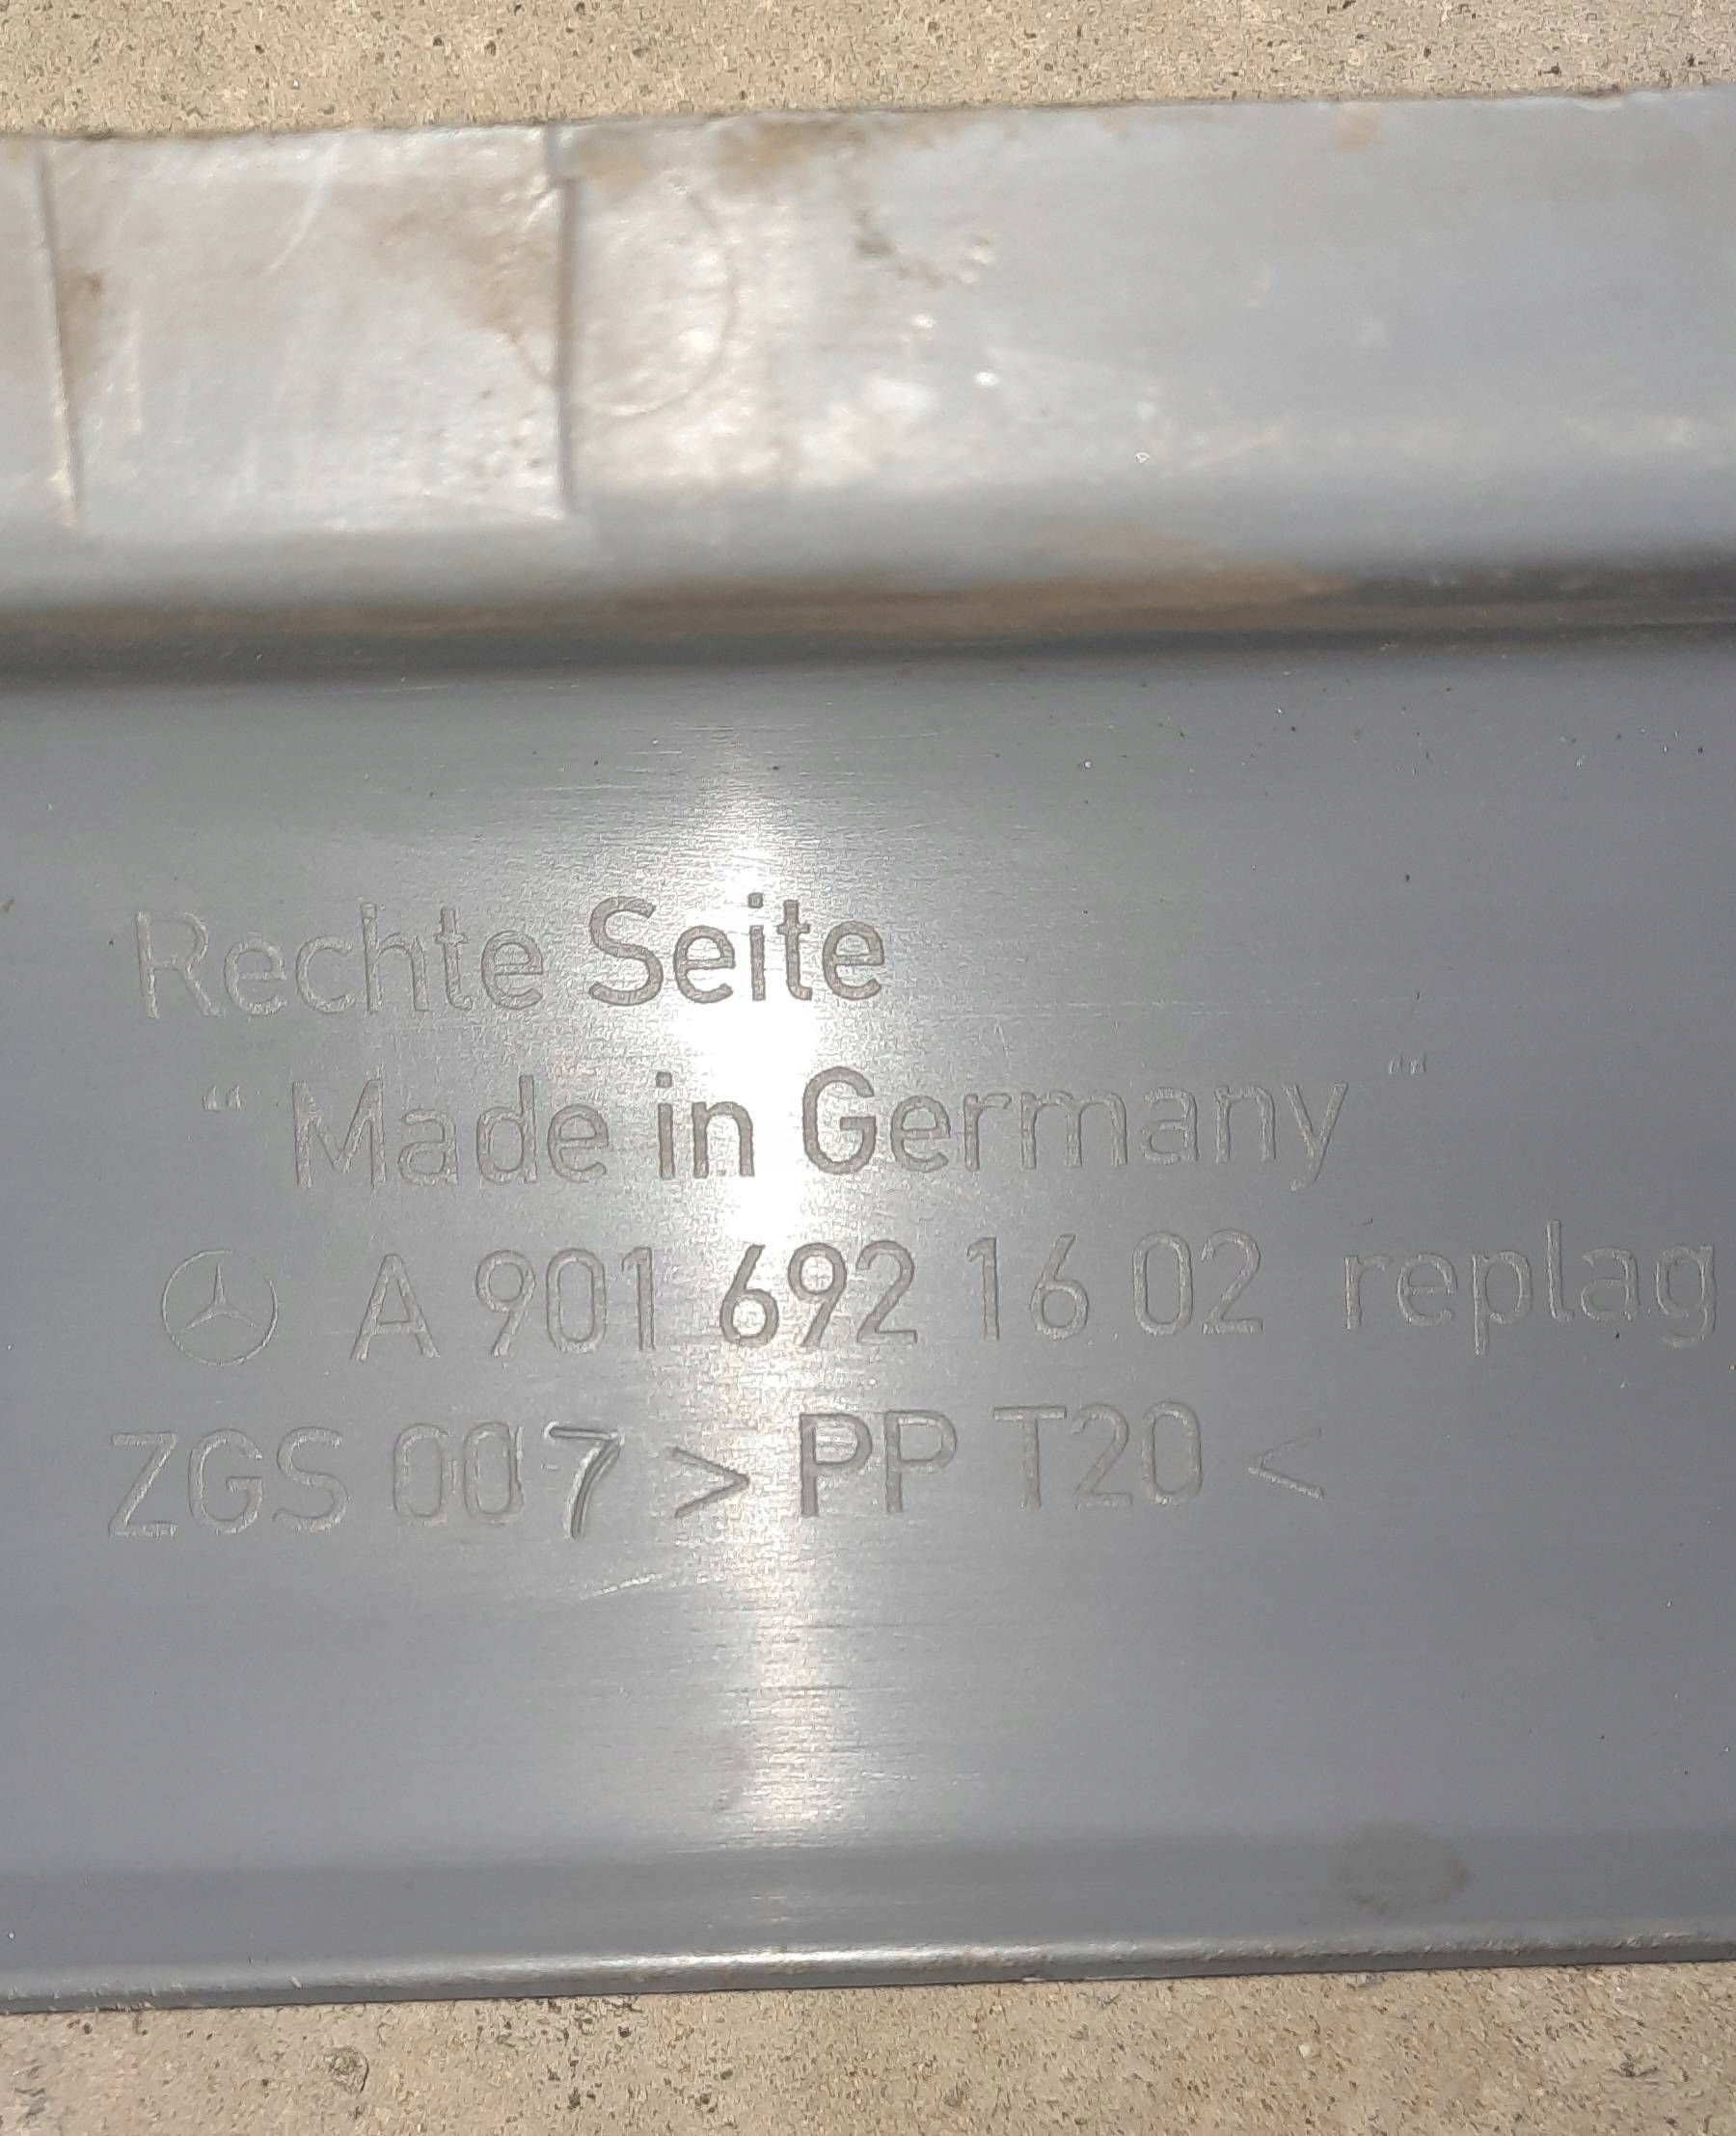 Rechte Seite
“ Made in Germany ”
A 901 692 16 02 replag
ZGS 007 > PP T20 <